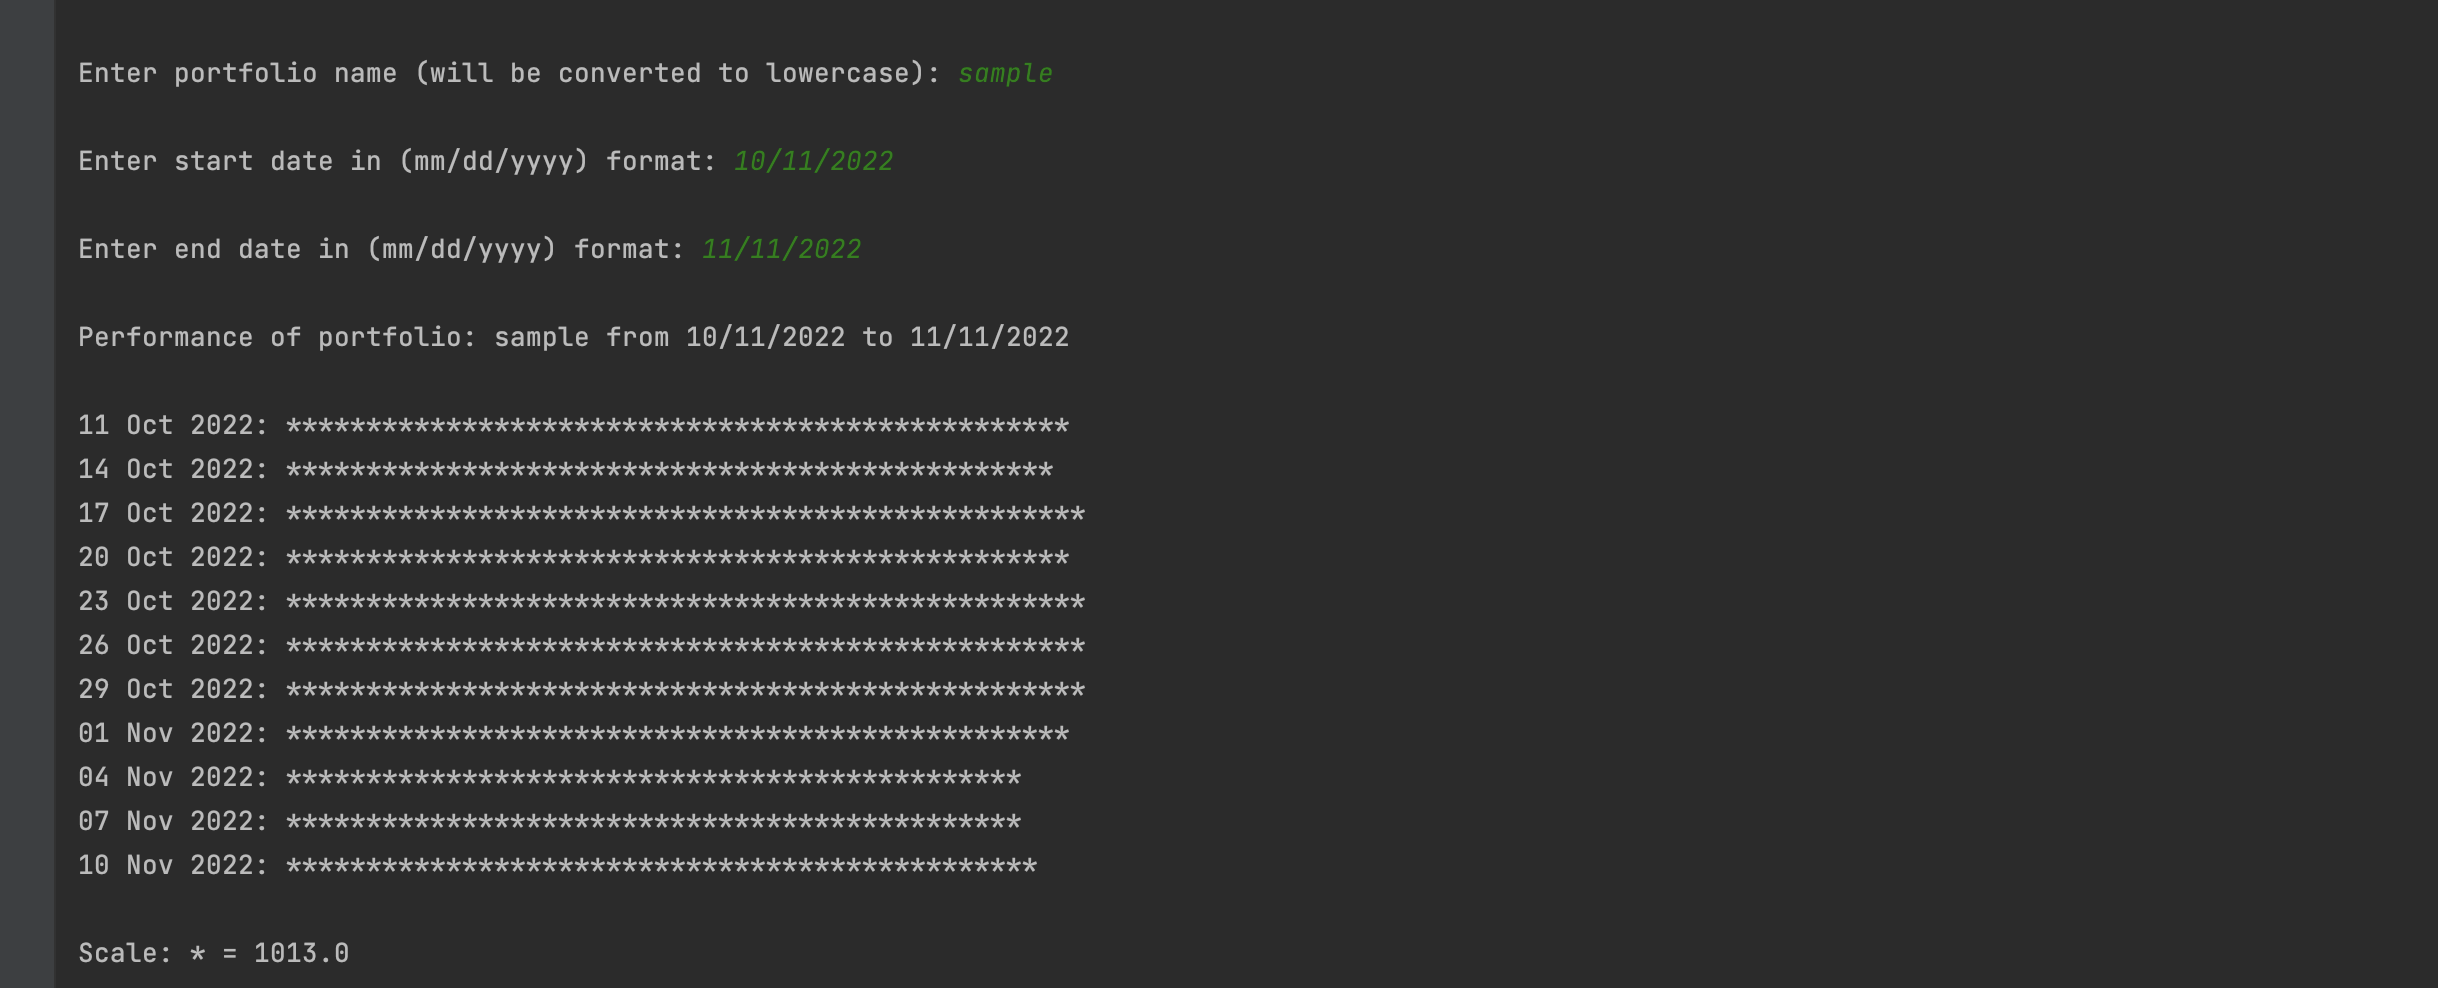 Enter portfolio name (will be converted to lowercase): sample
Enter start date in (mm/dd/yyyy) format: 10/11/2022
Enter end date in (mm/dd/yyyy) format: 11/11/2022
Performance of portfolio: sample from 10/11/2022 to 11/11/2022
11 Oct 2022: *************************************************
14 Oct 2022: ************************************************
17 Oct 2022: **************************************************
20 Oct 2022: *************************************************
23 Oct 2022: **************************************************
26 Oct 2022: **************************************************
29 Oct 2022: **************************************************
01 Nov 2022: *************************************************
04 Nov 2022: **********************************************
07 Nov 2022: **********************************************
10 Nov 2022: ***********************************************
Scale: * = 1013.0